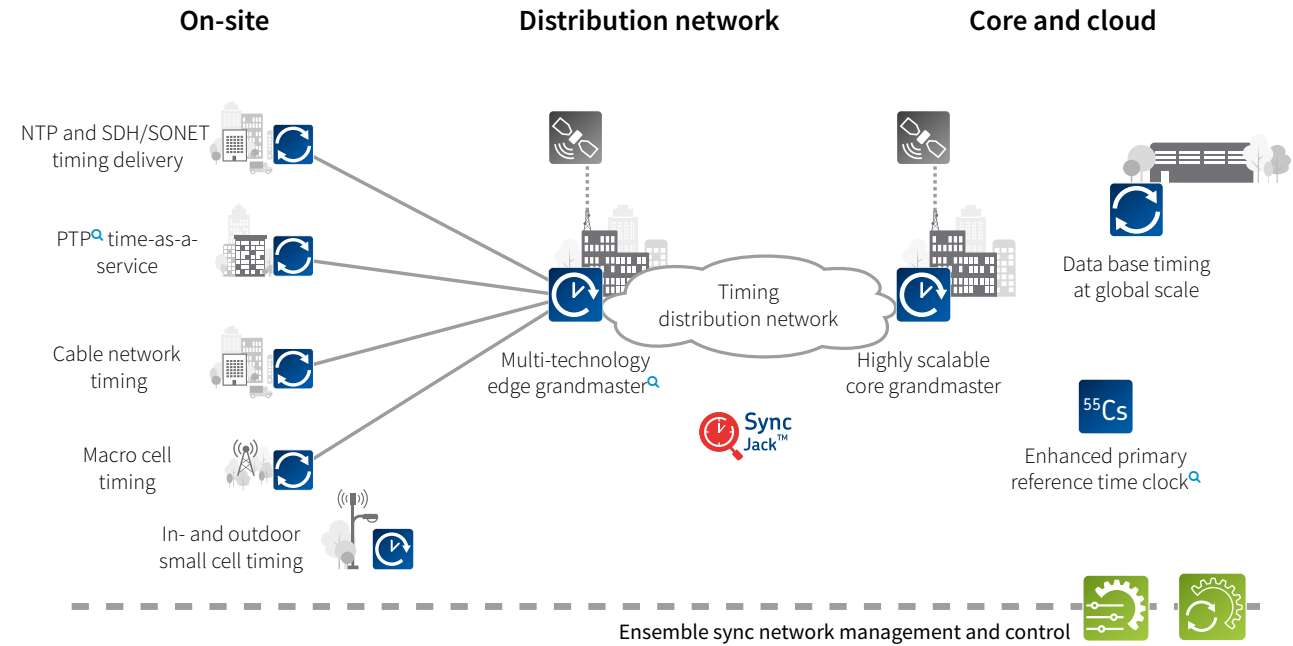 On-site
Distribution network
Core and cloud
NTP and SDH/SONET
timing delivery
PTP time-as-a-
service
Cable network
timing
Macro cell
timing
In- and outdoor
small cell timing
Timing
distribution network
Multi-technology
edge grandmaster
Sync
Jack™
Highly scalable
core grandmaster
Data base timing
at global scale
⁵⁵Cs
Enhanced primary
reference time clock
Ensemble sync network management and control